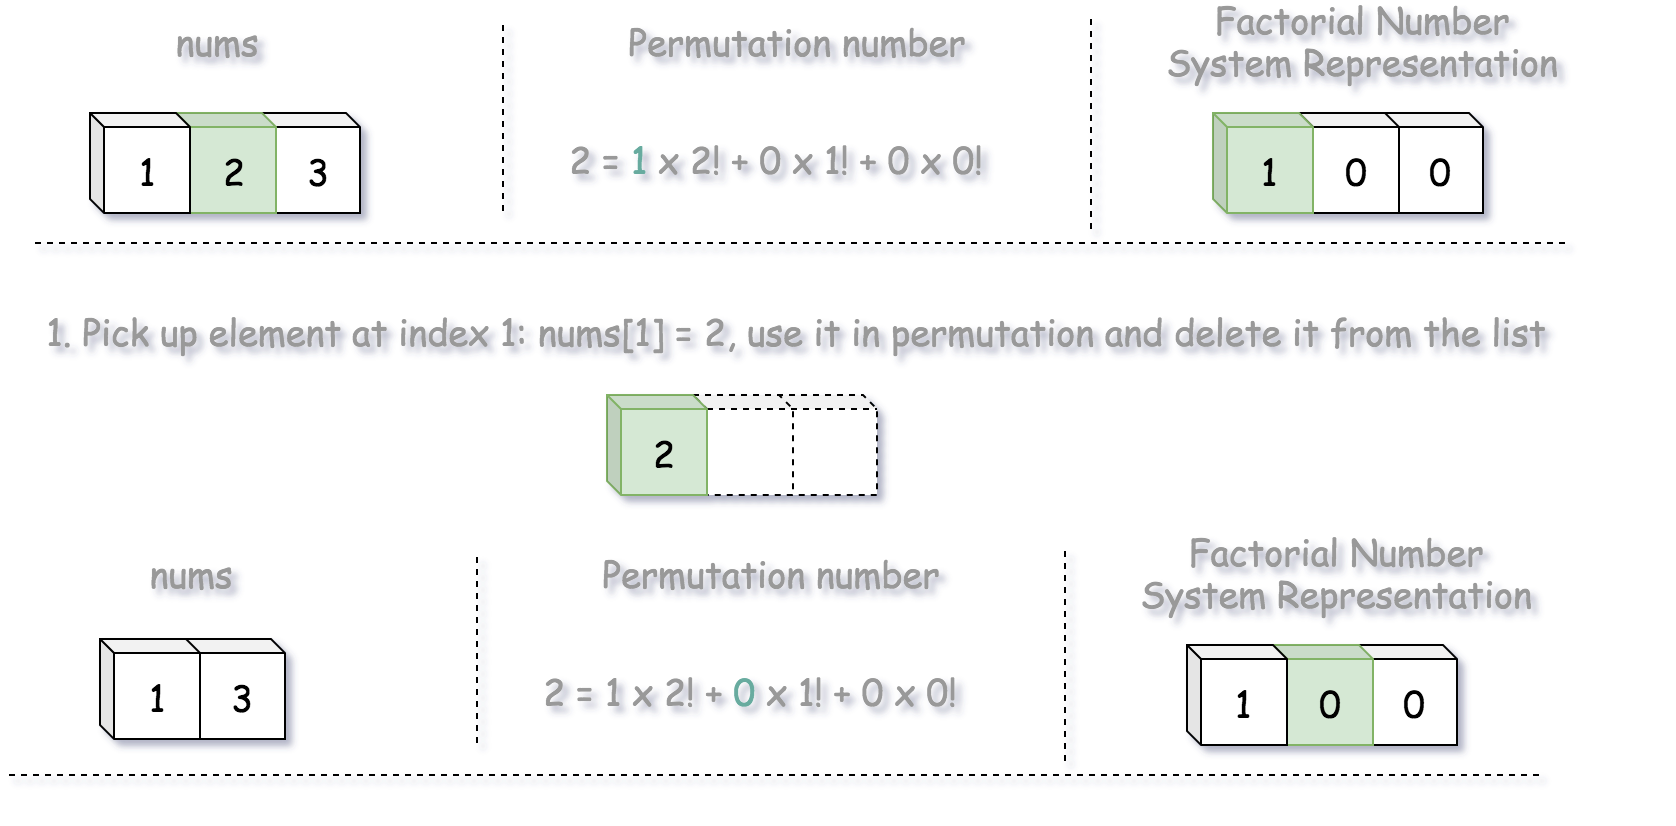 nums
Permutation number
Factorial Number
System Representation
1 2 3
2 = 1 x 2! + 0 x 1! + 0 x 0!
1 0 0
1. Pick up element at index 1: nums[1] = 2, use it in permutation and delete it from the list
2
nums
Permutation number
Factorial Number
System Representation
1 3
2 = 1 x 2! + 0 x 1! + 0 x 0!
1 0 0